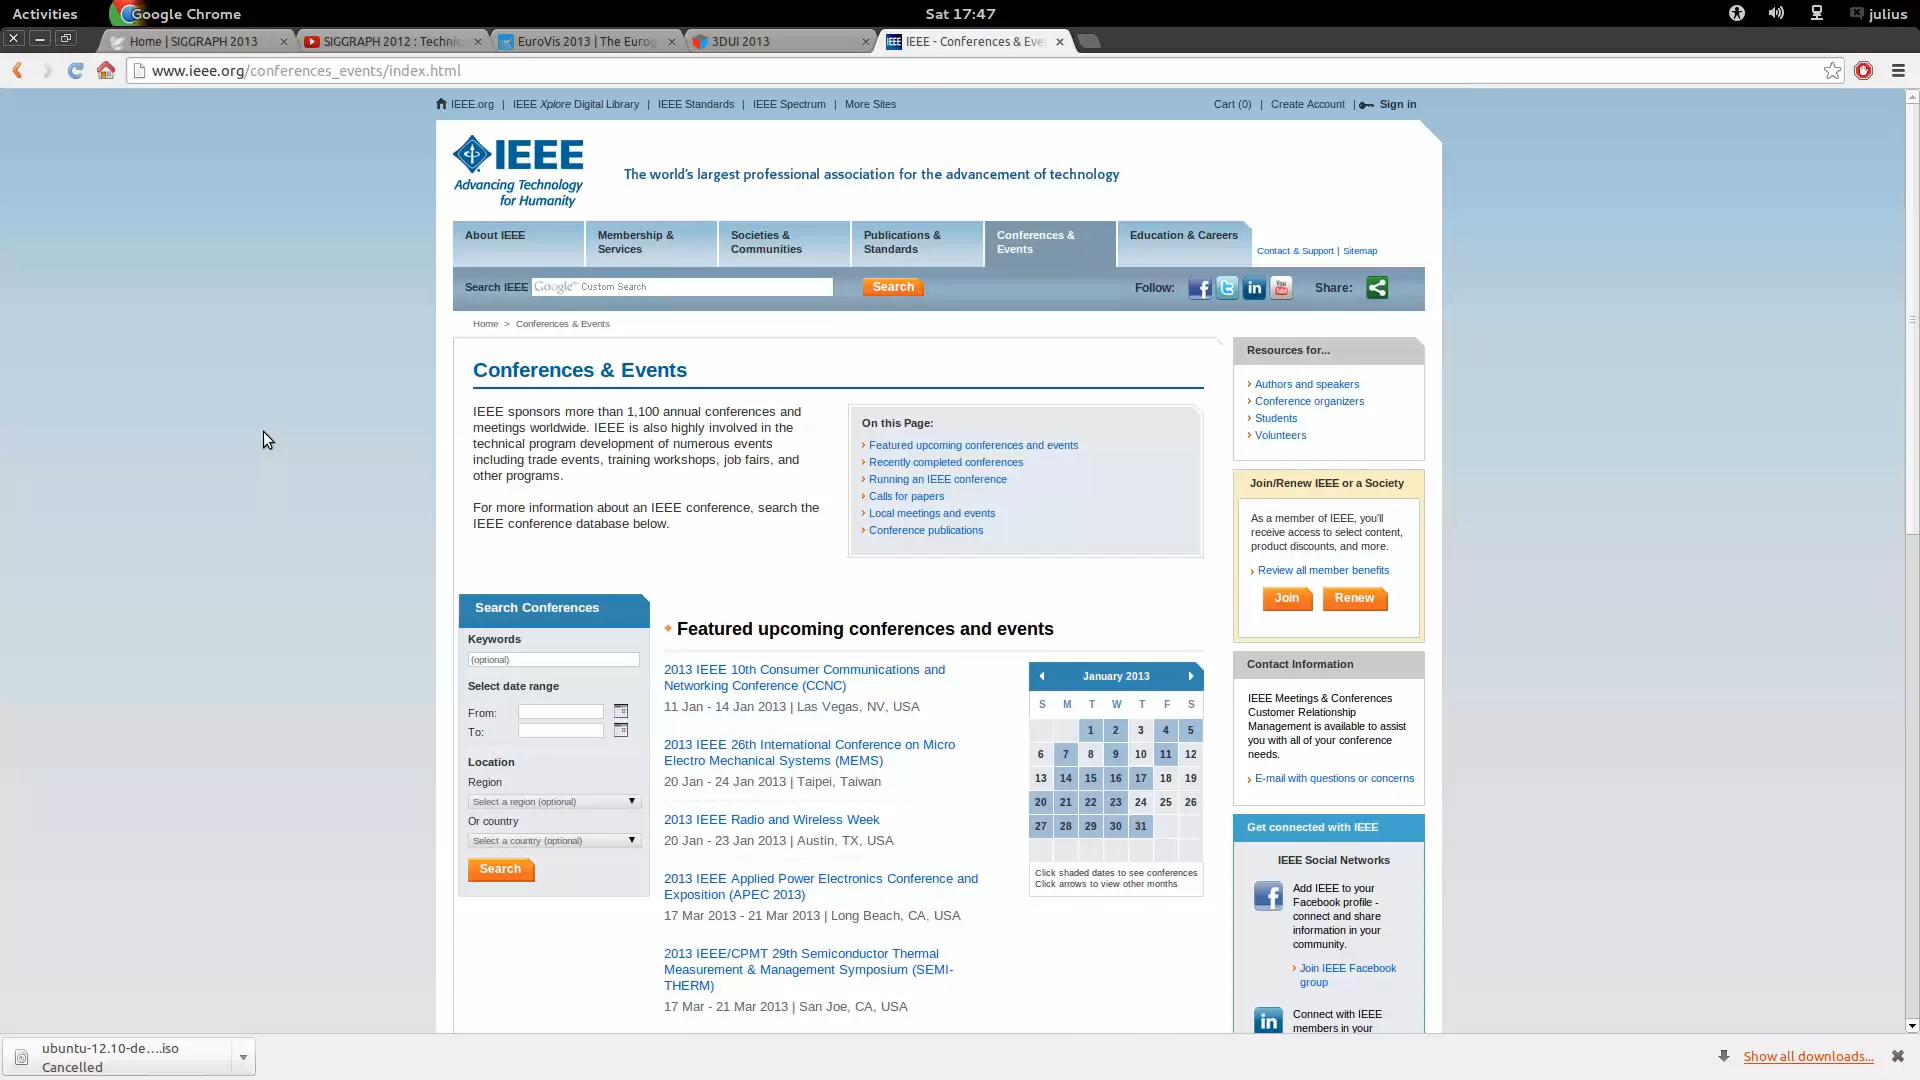 Activities
Google Chrome
Sat 17:47
julius
Home | SIGGRAPH 2013
SIGGRAPH 2012 : Technic
EuroVis 2013 | The Eurog
3DUI 2013
IEEE - Conferences & Eve
www.ieee.org/conferences_events/index.html
IEEE.org | IEEE Xplore Digital Library | IEEE Standards | IEEE Spectrum | More Sites
Cart (0) | Create Account | Sign in
IEEE
Advancing Technology
for Humanity
The world's largest professional association for the advancement of technology
About IEEE
Membership &
Services
Societies &
Communities
Publications &
Standards
Conferences &
Events
Education & Careers
Contact & Support | Sitemap
Search IEEE
Google™ Custom Search
Search
Follow:
Share:
Home > Conferences & Events
Conferences & Events
IEEE sponsors more than 1,100 annual conferences and
meetings worldwide. IEEE is also highly involved in the
technical program development of numerous events
including trade events, training workshops, job fairs, and
other programs.
For more information about an IEEE conference, search the
IEEE conference database below.
On this Page:
Featured upcoming conferences and events
Recently completed conferences
Running an IEEE conference
Calls for papers
Local meetings and events
Conference publications
Search Conferences
Keywords
(optional)
Select date range
From:
To:
Location
Region
Select a region (optional)
Or country
Select a country (optional)
Search
Featured upcoming conferences and events
2013 IEEE 10th Consumer Communications and
Networking Conference (CCNC)
11 Jan - 14 Jan 2013 | Las Vegas, NV, USA
2013 IEEE 26th International Conference on Micro
Electro Mechanical Systems (MEMS)
20 Jan - 24 Jan 2013 | Taipei, Taiwan
2013 IEEE Radio and Wireless Week
20 Jan - 23 Jan 2013 | Austin, TX, USA
2013 IEEE Applied Power Electronics Conference and
Exposition (APEC 2013)
17 Mar 2013 - 21 Mar 2013 | Long Beach, CA, USA
2013 IEEE/CPMT 29th Semiconductor Thermal
Measurement & Management Symposium (SEMI-
THERM)
17 Mar - 21 Mar 2013 | San Joe, CA, USA
January 2013
S M T W T F S
1 2 3 4 5
6 7 8 9 10 11 12
13 14 15 16 17 18 19
20 21 22 23 24 25 26
27 28 29 30 31
Click shaded dates to see conferences
Click arrows to view other months
Resources for...
Authors and speakers
Conference organizers
Students
Volunteers
Join/Renew IEEE or a Society
As a member of IEEE, you'll
receive access to select content,
product discounts, and more.
Review all member benefits
Join
Renew
Contact Information
IEEE Meetings & Conferences
Customer Relationship
Management is available to assist
you with all of your conference
needs.
E-mail with questions or concerns
Get connected with IEEE
IEEE Social Networks
Add IEEE to your
Facebook profile -
connect and share
information in your
community.
Join IEEE Facebook
group
Connect with IEEE
members in your
ubuntu-12.10-de....iso
Cancelled
Show all downloads...